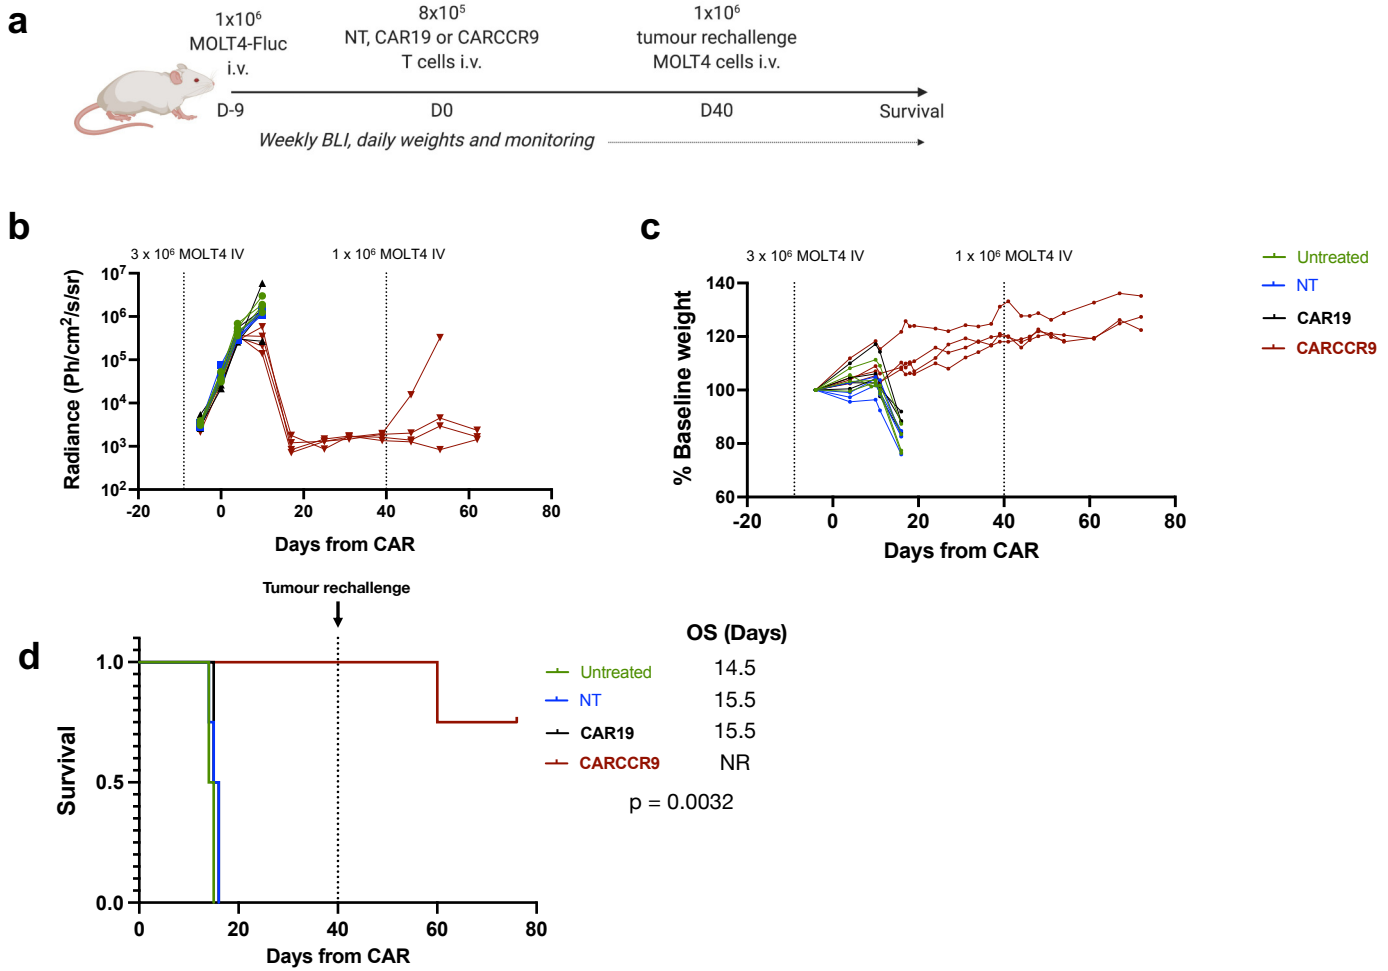 a
1x10⁶
MOLT4-Fluc
i.v.
8x10⁵
NT, CAR19 or CARCCR9
T cells i.v.
1x10⁶
tumour rechallenge
MOLT4 cells i.v.
D-9
D0
D40
Survival
Weekly BLI, daily weights and monitoring
b
3 x 10⁶ MOLT4 IV
1 x 10⁶ MOLT4 IV
Radiance (Ph/cm²/s/sr)
10⁷
10⁶
10⁵
10⁴
10³
10²
-20
0
20
40
60
80
Days from CAR
c
3 x 10⁶ MOLT4 IV
1 x 10⁶ MOLT4 IV
% Baseline weight
140
120
100
80
60
-20
0
20
40
60
80
Days from CAR
Untreated
NT
CAR19
CARCCR9
d
Tumour rechallenge
Survival
1.0
0.5
0.0
0
20
40
60
80
Days from CAR
OS (Days)
Untreated 14.5
NT 15.5
CAR19 15.5
CARCCR9 NR
p = 0.0032